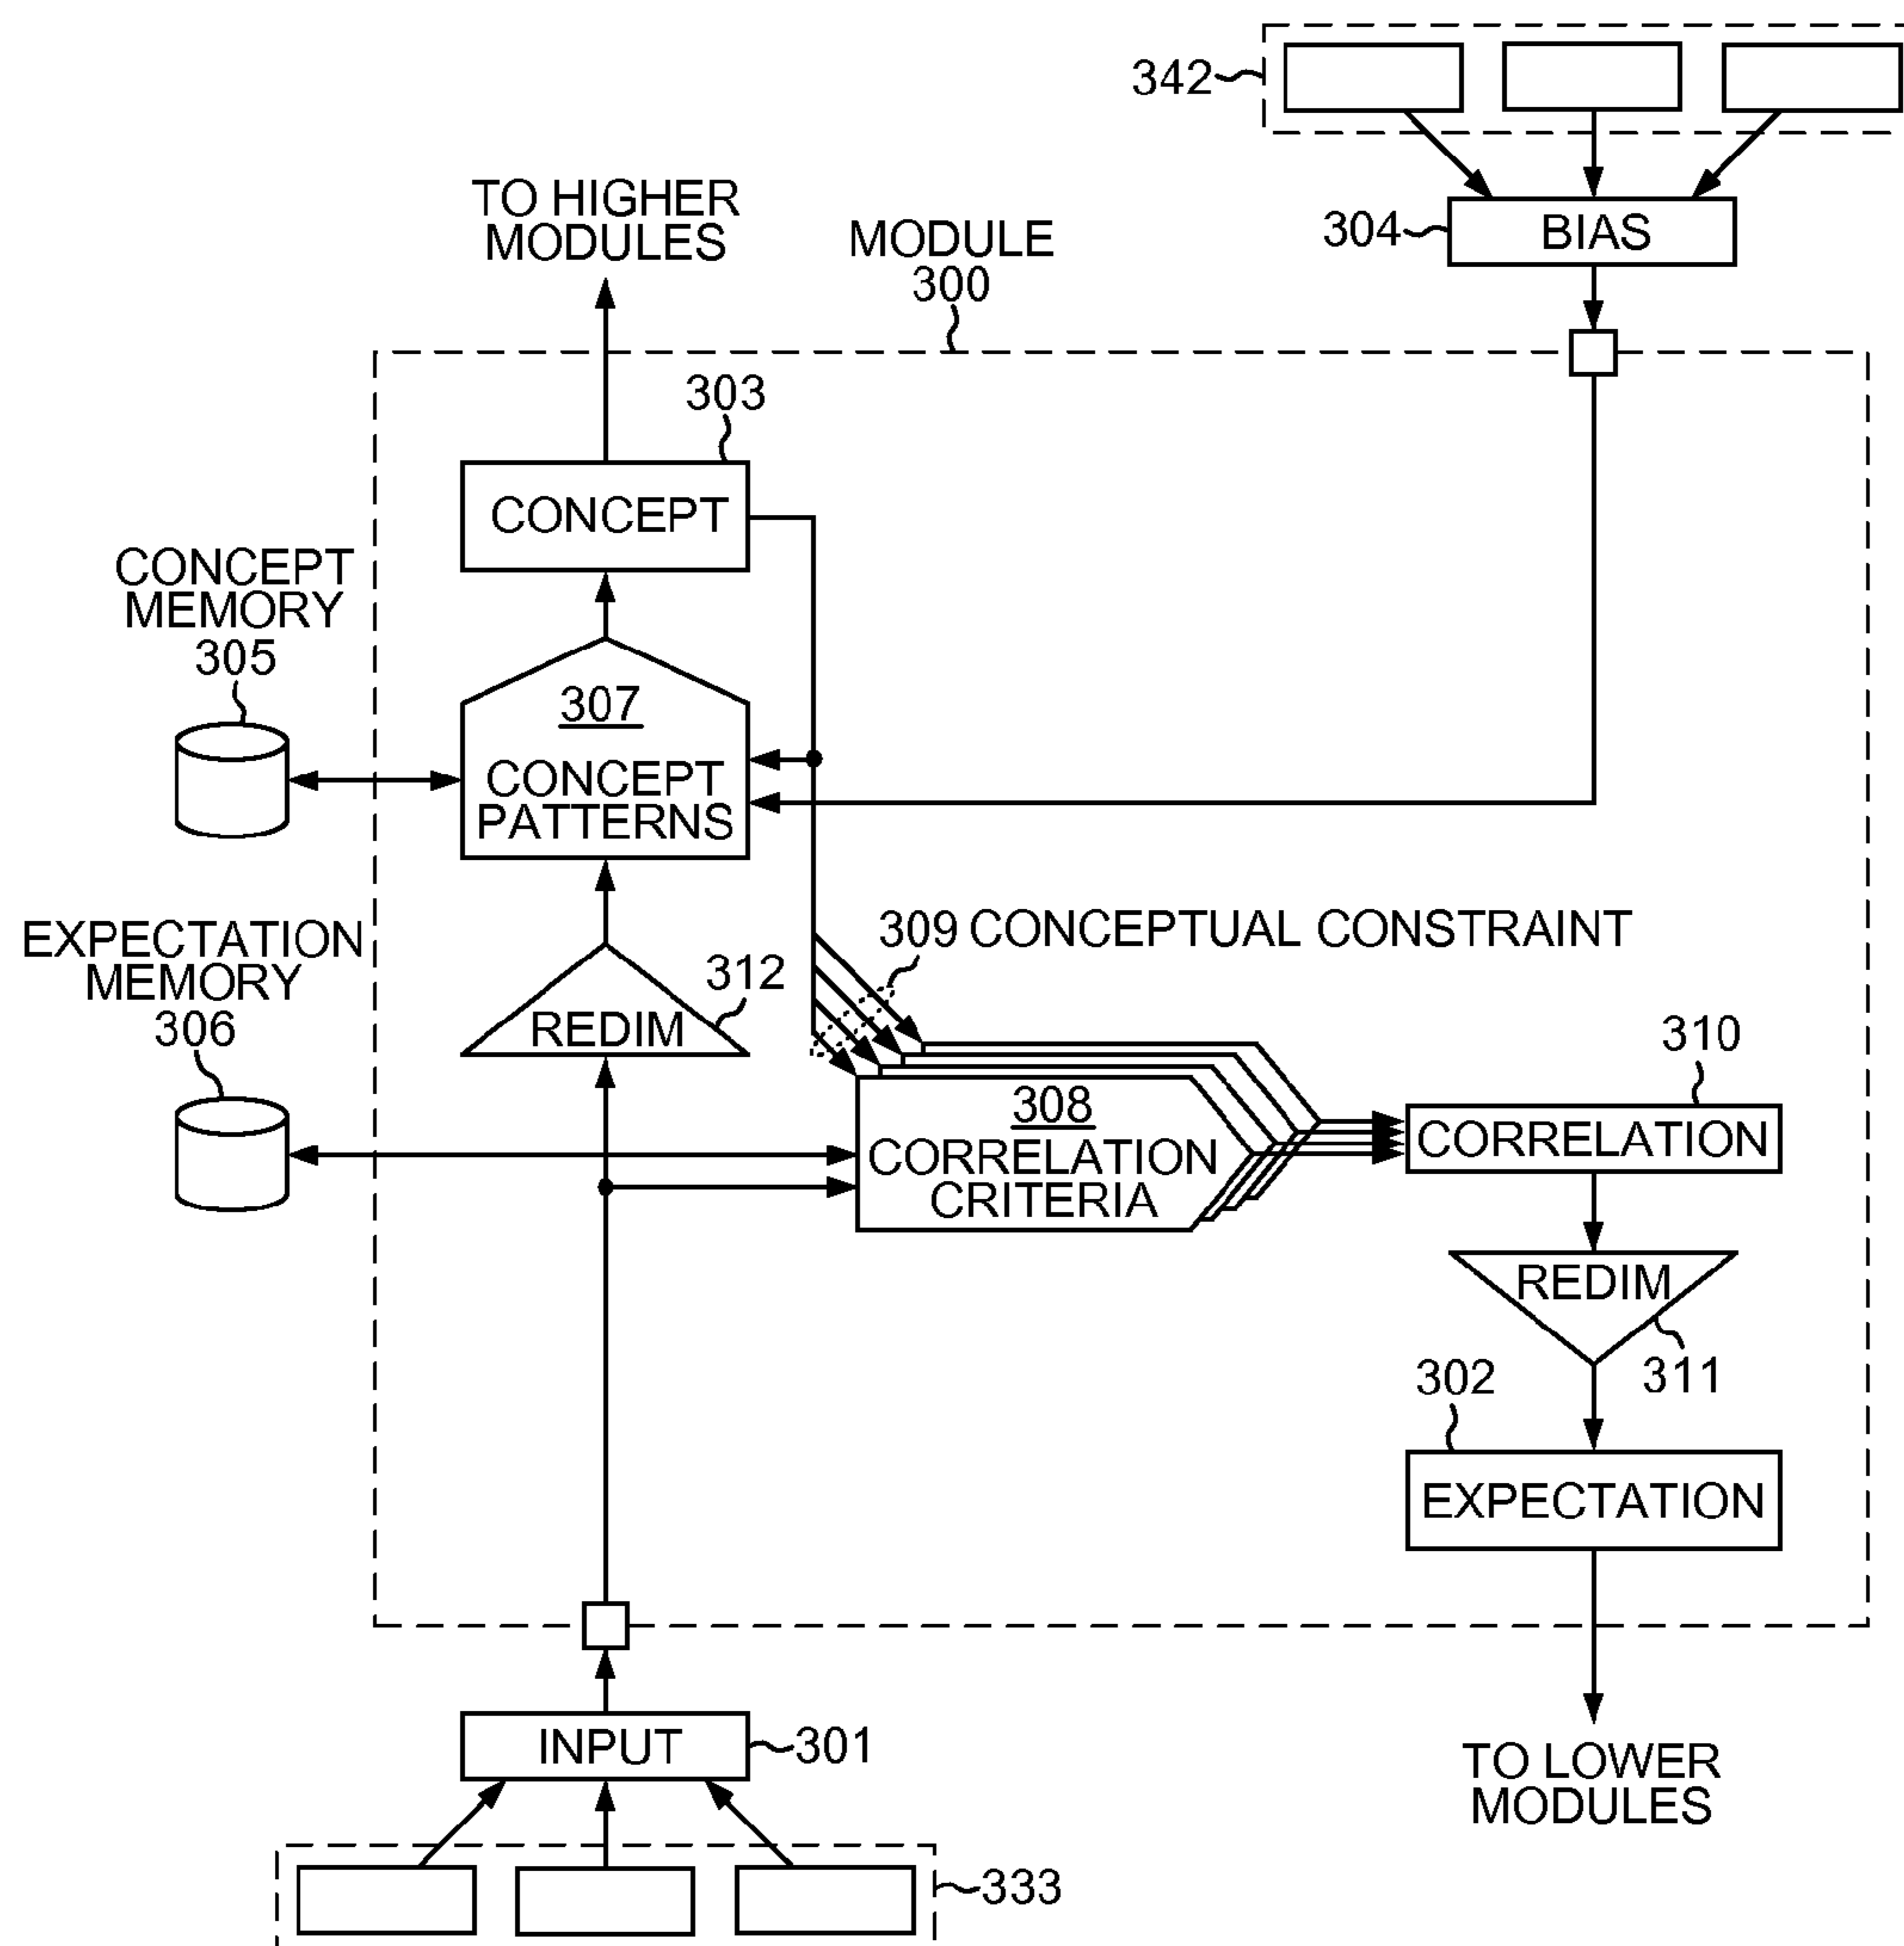 342
304
BIAS
TO HIGHER
MODULES
MODULE
300
303
CONCEPT
CONCEPT
MEMORY
305
307
CONCEPT
PATTERNS
309 CONCEPTUAL CONSTRAINT
EXPECTATION
MEMORY
306
312
REDIM
308
CORRELATION
CRITERIA
310
CORRELATION
REDIM
311
302
EXPECTATION
INPUT
301
TO LOWER
MODULES
333